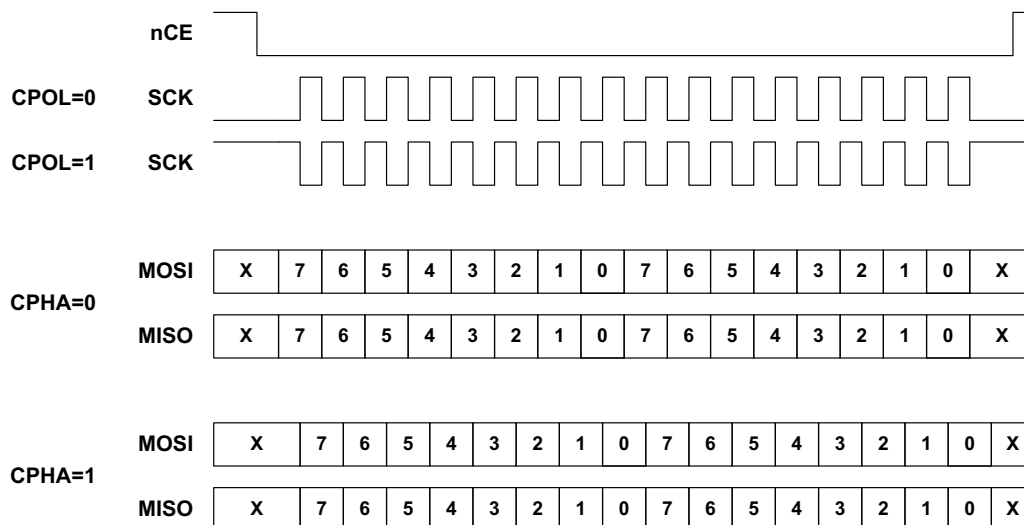 nCE
CPOL=0 SCK
CPOL=1 SCK
MOSI X 7 6 5 4 3 2 1 0 7 6 5 4 3 2 1 0 X
CPHA=0
MISO X 7 6 5 4 3 2 1 0 7 6 5 4 3 2 1 0 X
MOSI X 7 6 5 4 3 2 1 0 7 6 5 4 3 2 1 0 X
CPHA=1
MISO X 7 6 5 4 3 2 1 0 7 6 5 4 3 2 1 0 X